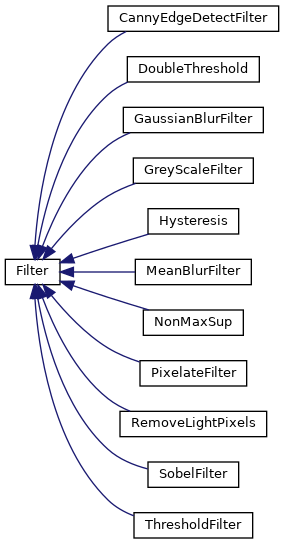 CannyEdgeDetectFilter
DoubleThreshold
GaussianBlurFilter
GreyScaleFilter
Hysteresis
Filter
MeanBlurFilter
NonMaxSup
PixelateFilter
RemoveLightPixels
SobelFilter
ThresholdFilter